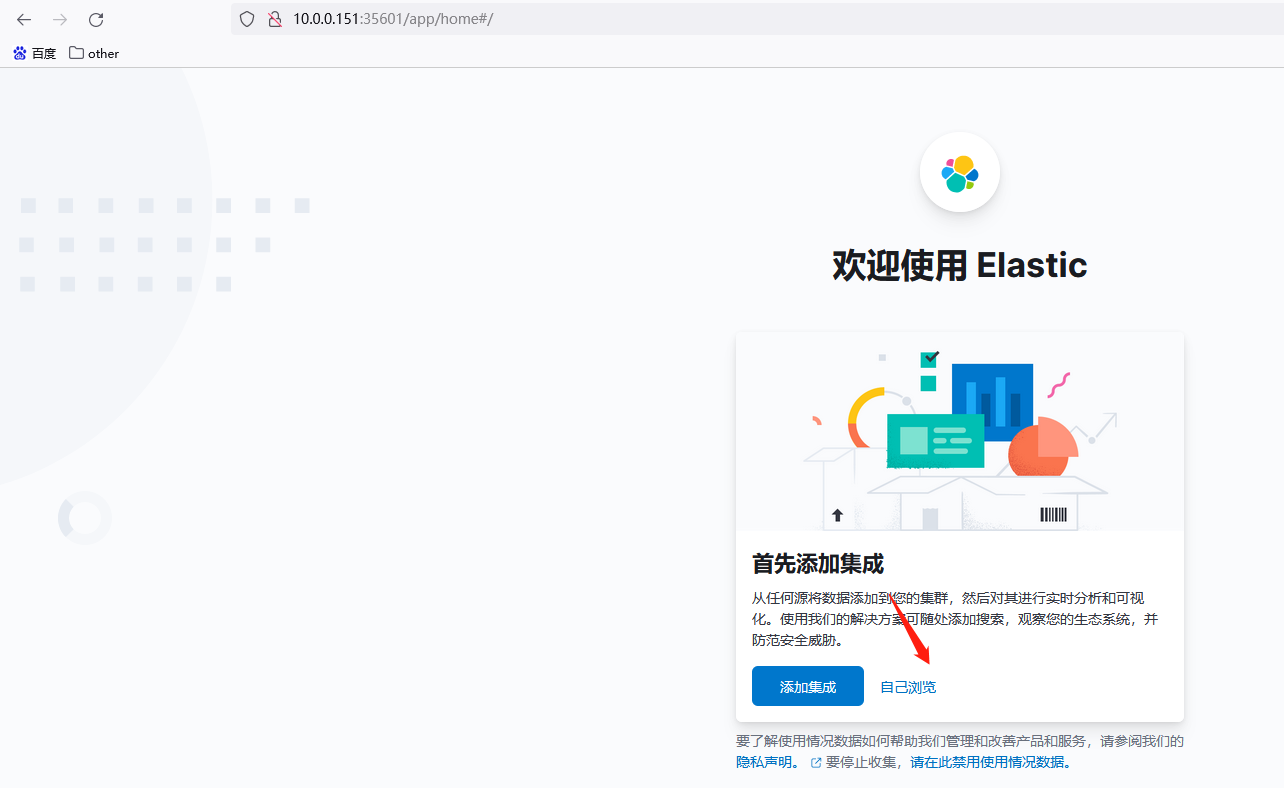 10.0.0.151:35601/app/home#/
百度 other
欢迎使用 Elastic
首先添加集成
从任何源将数据添加到您的集群，然后对其进行实时分析和可视
化。使用我们的解决方案可随处添加搜索，观察您的生态系统，并
防范安全威胁。
添加集成 自己浏览
要了解使用情况数据如何帮助我们管理和改善产品和服务，请参阅我们的
隐私声明。 要停止收集，请在此禁用使用情况数据。